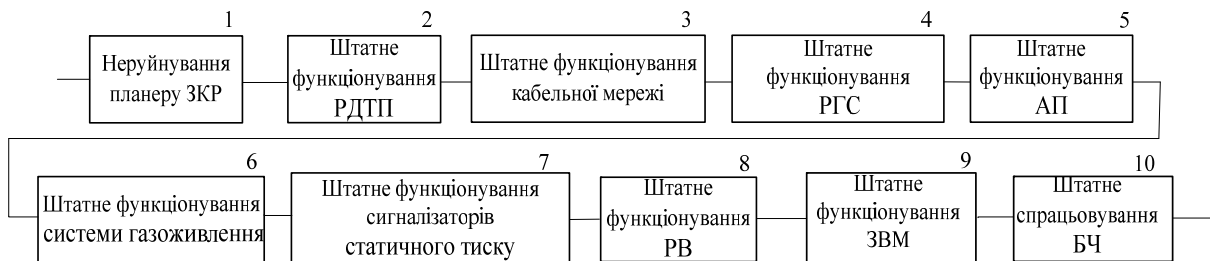 1
Неруйнування
планеру ЗКР
2
Штатне
функціонування
РДТП
3
Штатне функціонування
кабельної мережі
4
Штатне
функціонування
РГС
5
Штатне
функціонування
АП
6
Штатне функціонування
системи газоживлення
7
Штатне функціонування
сигналізаторів
статичного тиску
8
Штатне
функціонування
РВ
9
Штатне
функціонування
ЗВМ
10
Штатне
спрацьовування
БЧ